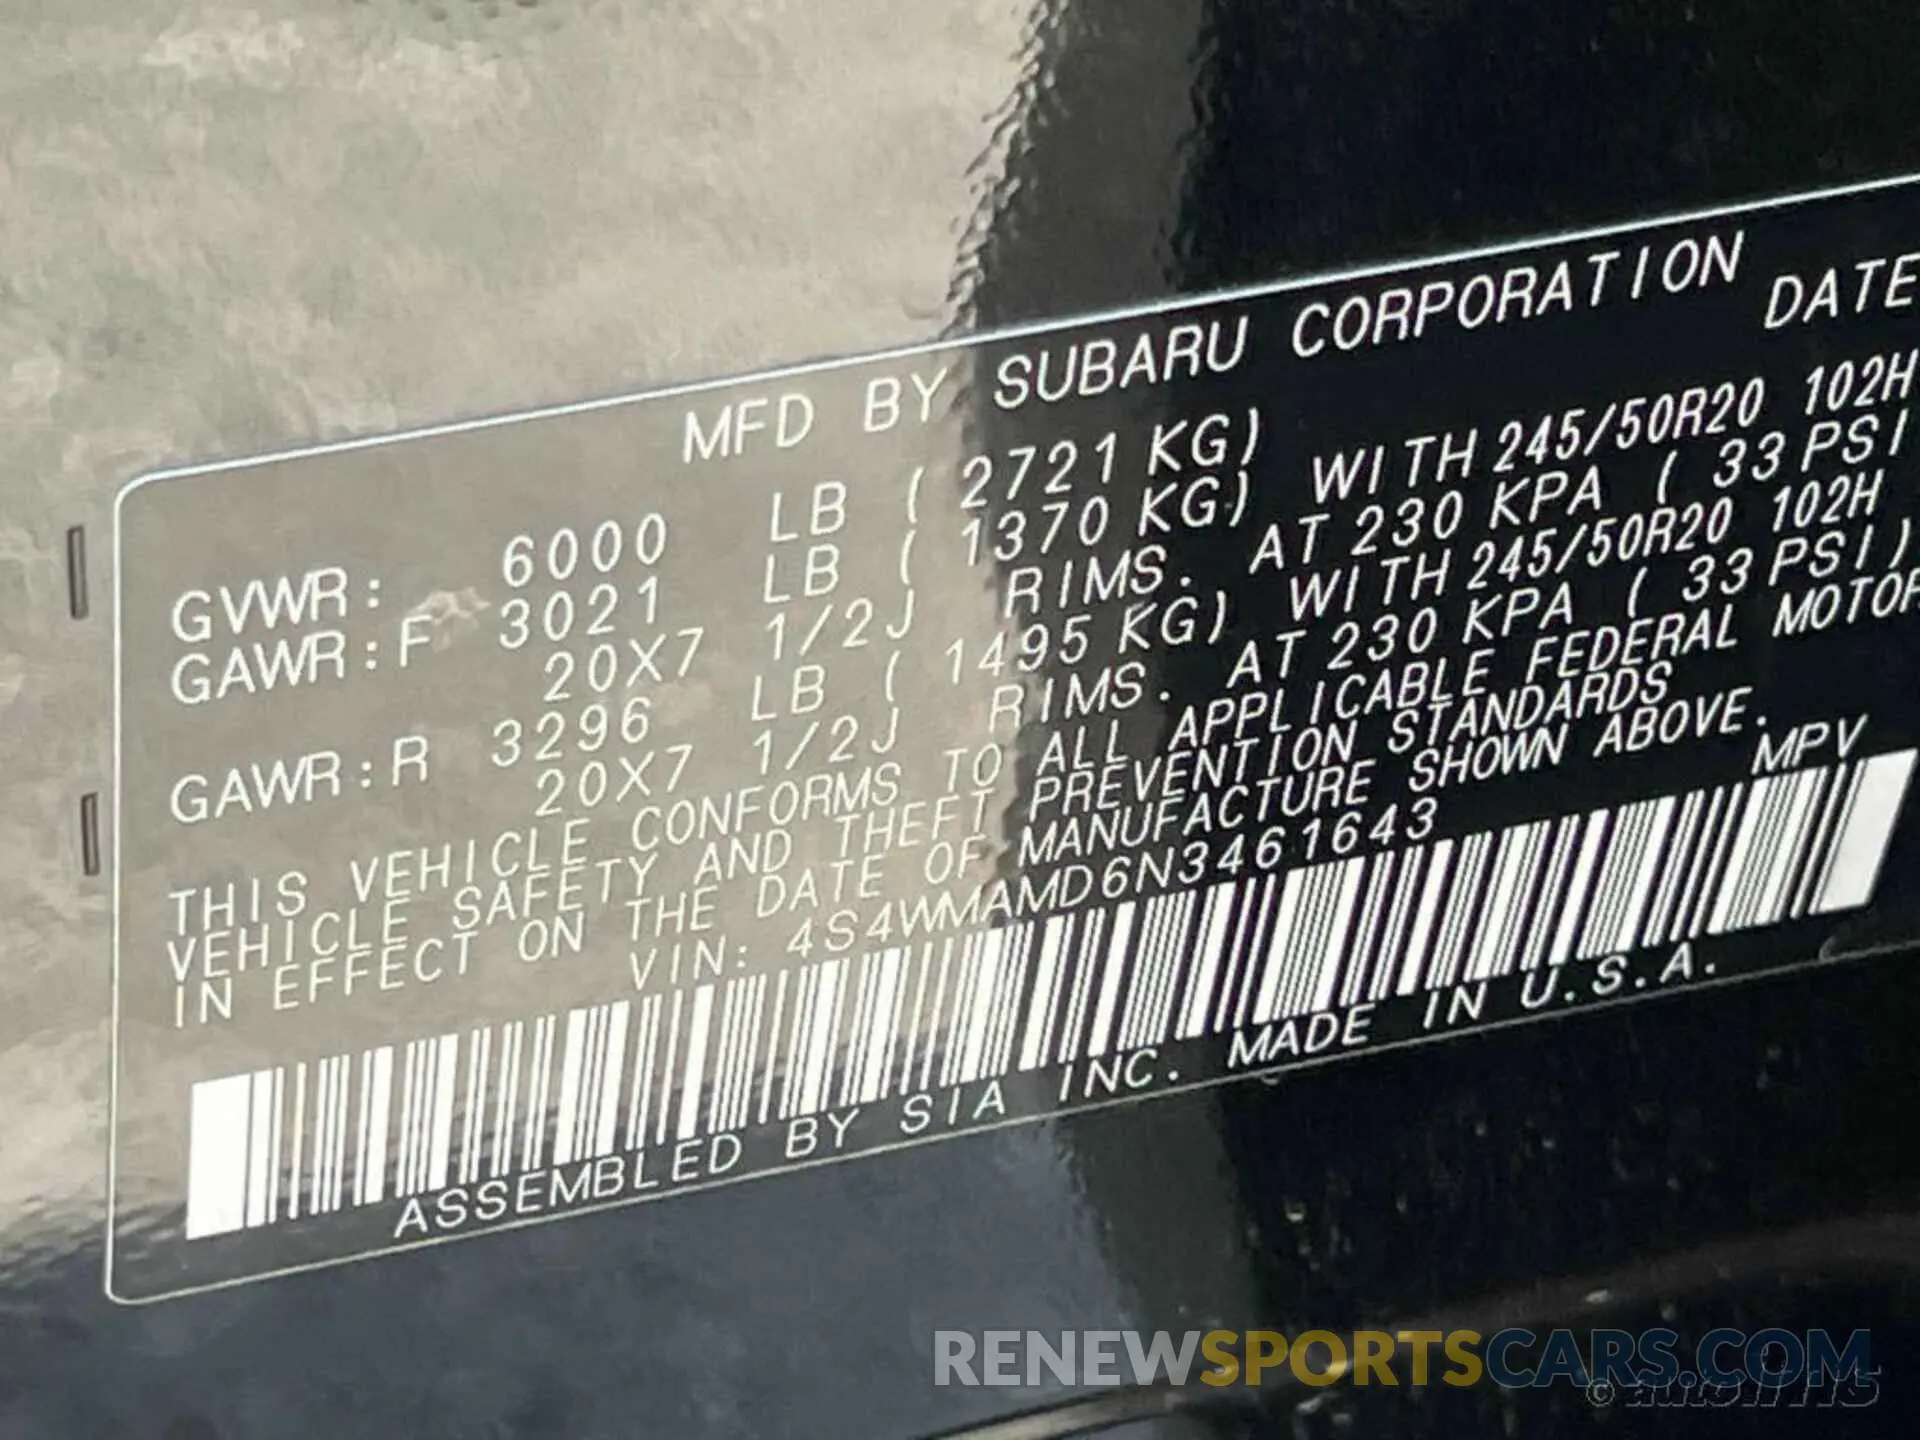 MFD BY SUBARU CORPORATION DATE
GVWR: 6000 LB ( 2721 KG)
GAWR:F 3021 LB ( 1370 KG) WITH 245/50R20 102H
20X7 1/2J RIMS. AT 230 KPA ( 33 PSI
GAWR:R 3296 LB ( 1495 KG) WITH 245/50R20 102H
20X7 1/2J RIMS. AT 230 KPA ( 33 PSI)
THIS VEHICLE CONFORMS TO ALL APPLICABLE FEDERAL MOTOR
VEHICLE SAFETY AND THEFT PREVENTION STANDARDS
IN EFFECT ON THE DATE OF MANUFACTURE SHOWN ABOVE.
VIN: 4S4WMAMD6N3461643 MPV
ASSEMBLED BY SIA INC. MADE IN U.S.A.
RENEWSPORTSCARS.COM